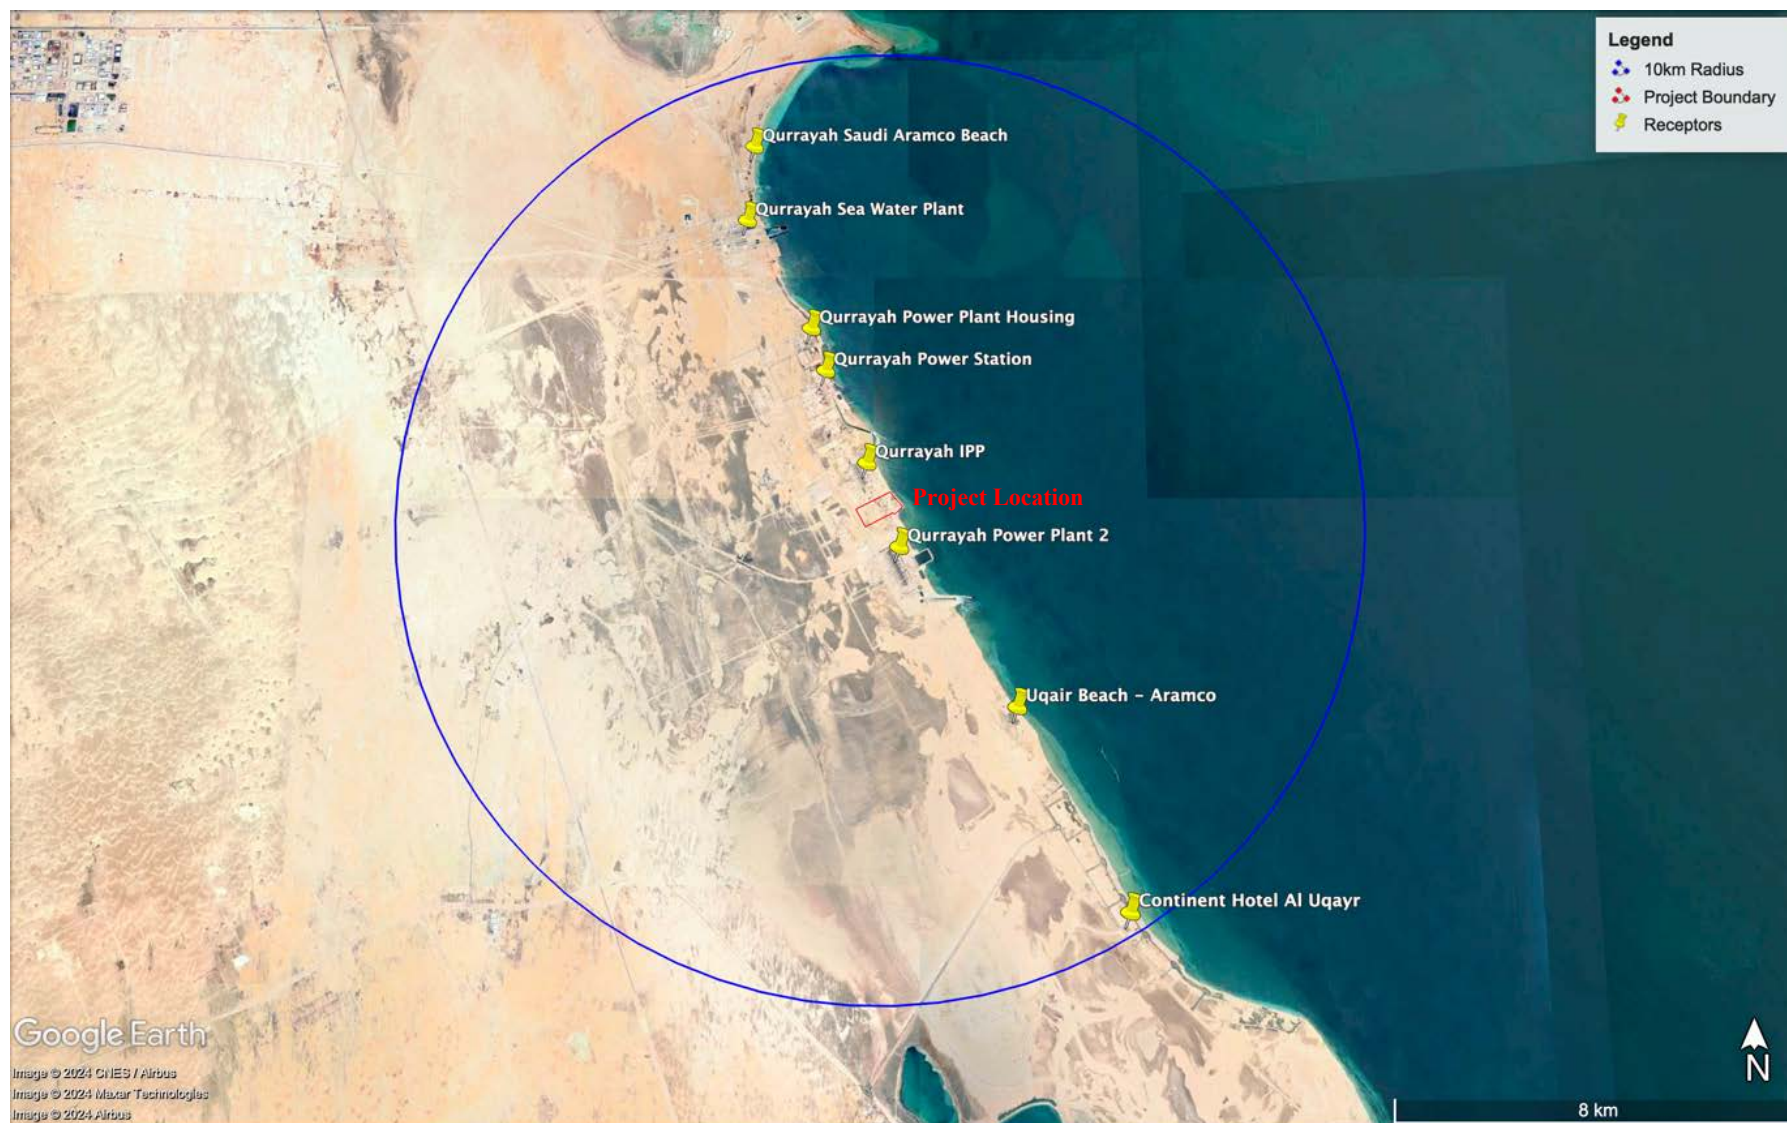 Legend
10km Radius
Project Boundary
Receptors
Qurrayah Saudi Aramco Beach
Qurrayah Sea Water Plant
Qurrayah Power Plant Housing
Qurrayah Power Station
Qurrayah IPP
Project Location
Qurrayah Power Plant 2
Uqair Beach - Aramco
Continent Hotel Al Uqayr
Google Earth
Image © 2024 CNES / Airbus
Image © 2024 Maxar Technologies
Image © 2024 Airbus
N
8 km